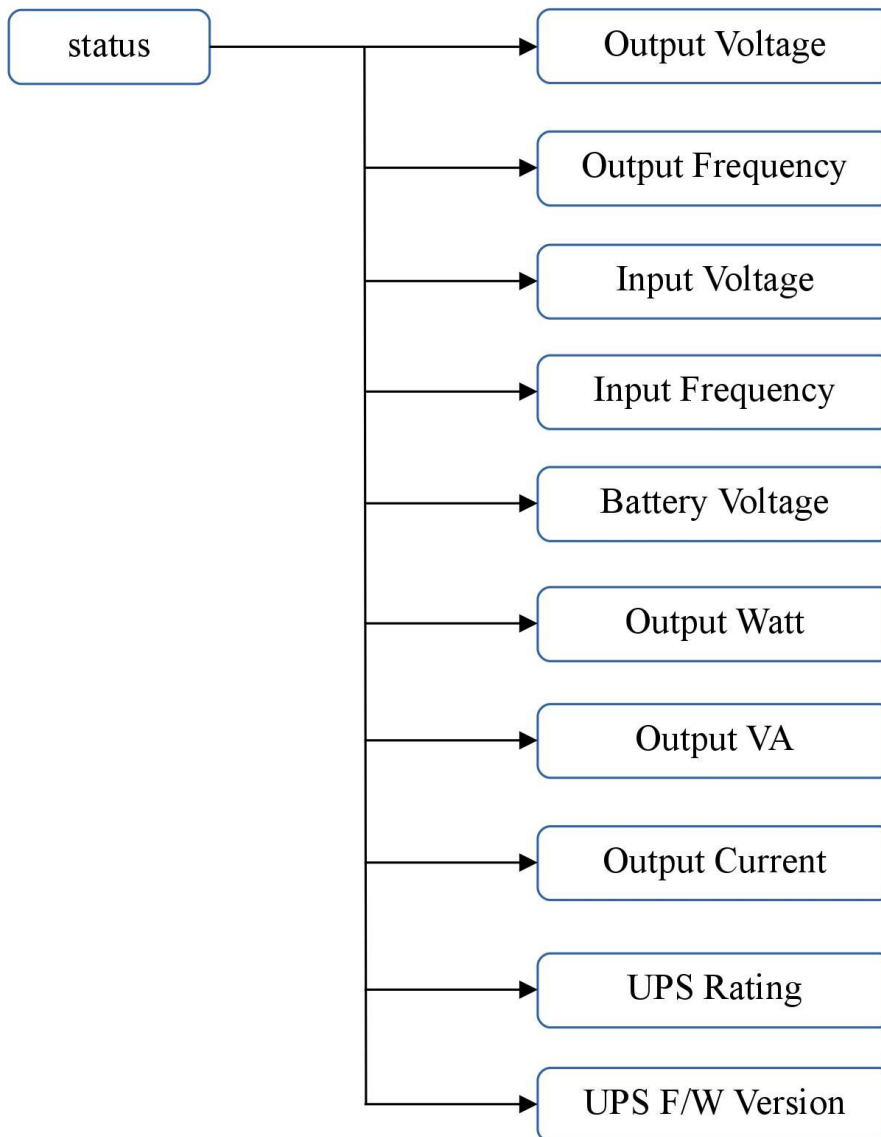 status
Output Voltage
Output Frequency
Input Voltage
Input Frequency
Battery Voltage
Output Watt
Output VA
Output Current
UPS Rating
UPS F/W Version